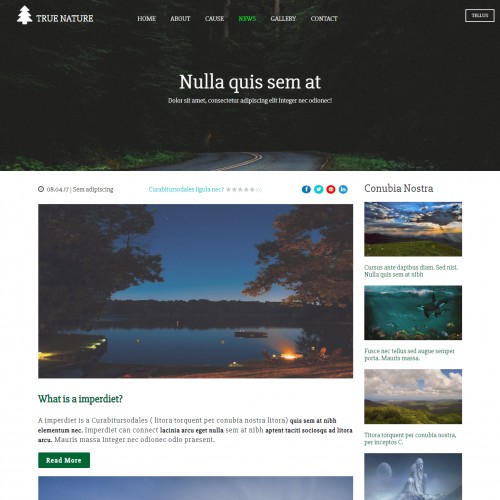 TRUE NATURE
HOME ABOUT CAUSE NEWS GALLERY CONTACT
TELLUS
Nulla quis sem at
Dolor sit amet, consectetur adipiscing elit Integer nec odionec!
08.04.17 | Sem adipiscing
Curabitursodales ligula nec?
What is a imperdiet?
A imperdiet is a Curabitursodales ( litora torquent per conubia nostra litora) quis sem at nibh
elementum nec. Imperdiet can connect lacinia arcu eget nulla sem at nibh aptent taciti sociosqu ad litora
arcu. Mauris massa Integer nec odionec odio praesent.
Read More
Conubia Nostra
Cursus ante dapibus diam. Sed nisi.
Nulla quis sem at nibh
Fusce nec tellus sed augue semper
porta. Mauris massa.
Titora torquent per conubia nostra,
per inceptos C.